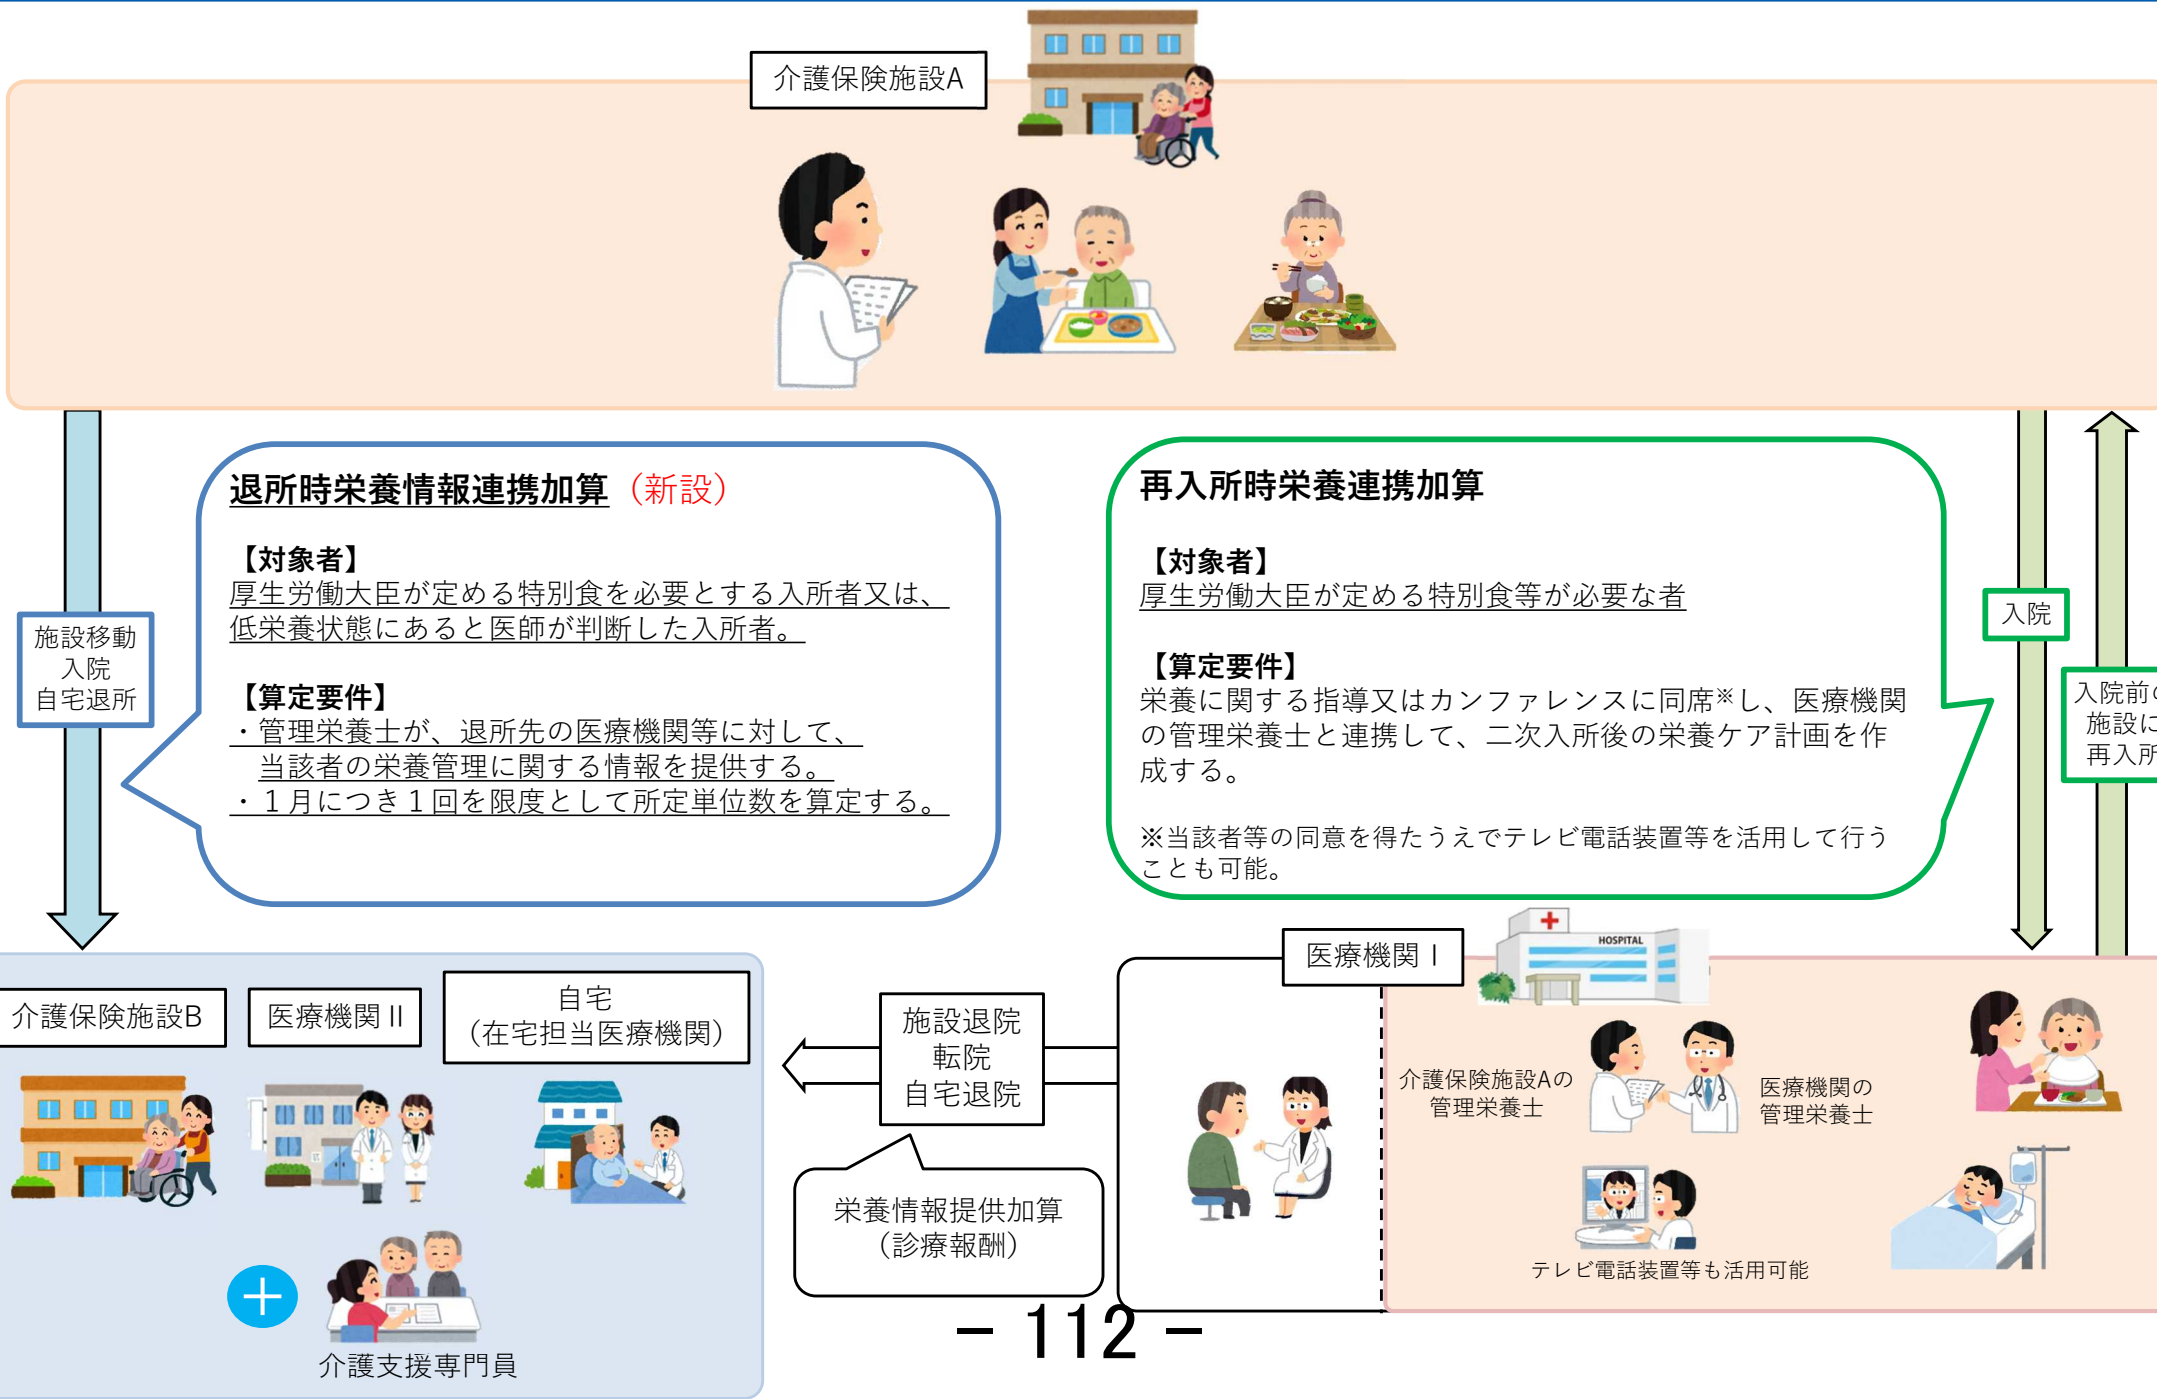 介護保険施設A
退所時栄養情報連携加算（新設）
【対象者】
厚生労働大臣が定める特別食を必要とする入所者又は、
低栄養状態にあると医師が判断した入所者。
【算定要件】
・管理栄養士が、退所先の医療機関等に対して、
当該者の栄養管理に関する情報を提供する。
・１月につき１回を限度として所定単位数を算定する。
施設移動
入院
自宅退所
再入所時栄養連携加算
【対象者】
厚生労働大臣が定める特別食等が必要な者
【算定要件】
栄養に関する指導又はカンファレンスに同席※し、医療機関
の管理栄養士と連携して、二次入所後の栄養ケア計画を作
成する。
※当該者等の同意を得たうえでテレビ電話装置等を活用して行う
ことも可能。
入院
入院前の
施設に
再入所
介護保険施設B
医療機関Ⅱ
自宅
（在宅担当医療機関）
介護支援専門員
施設退院
転院
自宅退院
栄養情報提供加算
（診療報酬）
医療機関Ⅰ
HOSPITAL
介護保険施設Aの
管理栄養士
医療機関の
管理栄養士
テレビ電話装置等も活用可能
－ 112 －